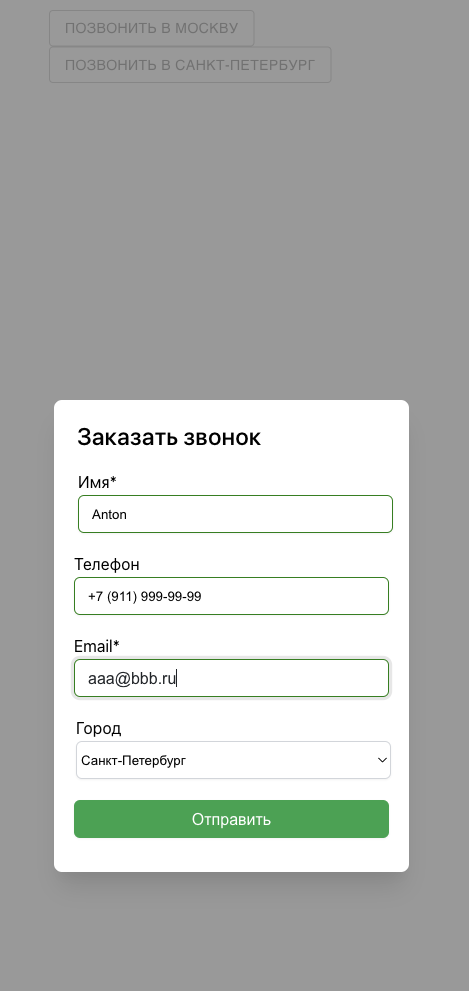 ПОЗВОНИТЬ В МОСКВУ
ПОЗВОНИТЬ В САНКТ-ПЕТЕРБУРГ
Заказать звонок
Имя*
Anton
Телефон
+7 (911) 999-99-99
Email*
aaa@bbb.ru
Город
Санкт-Петербург
Отправить